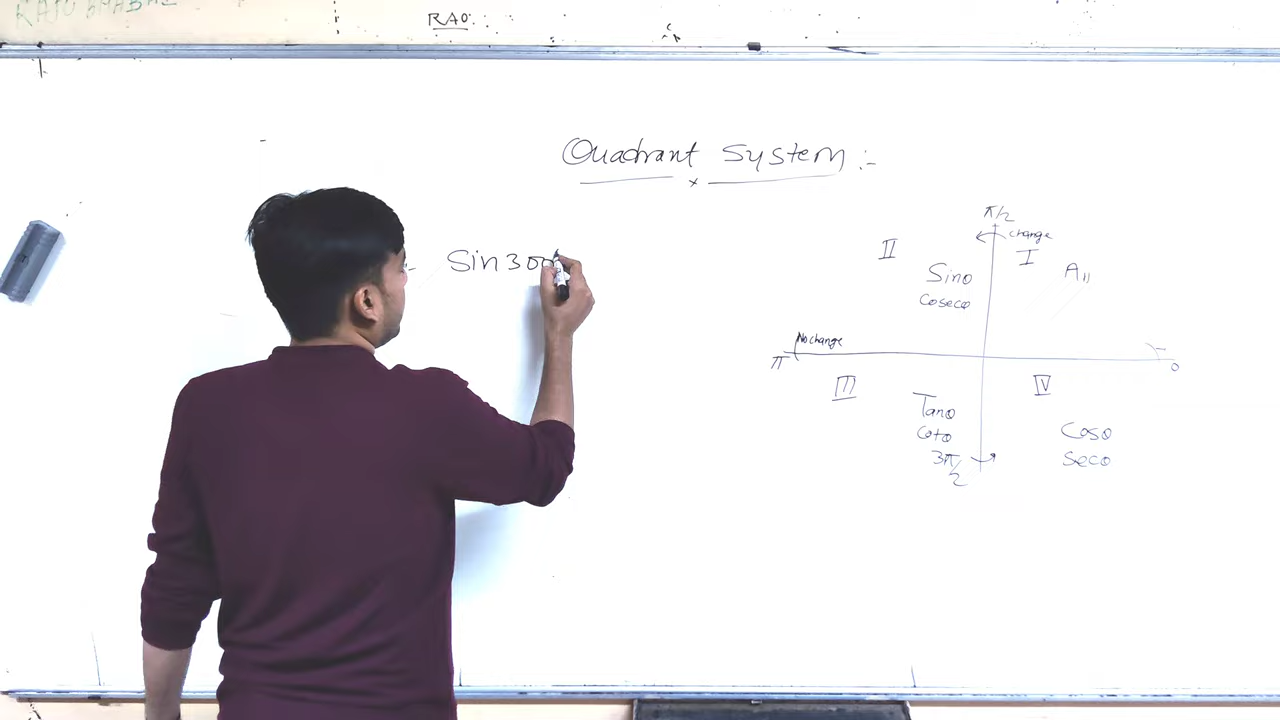 RAO
Quadrant System :-
Sin 300
π/2
change
II
I
Sinθ
All
Cosecθ
No change
π
0
III
IV
Tanθ
Cotθ
Cosθ
3π/2
Secθ